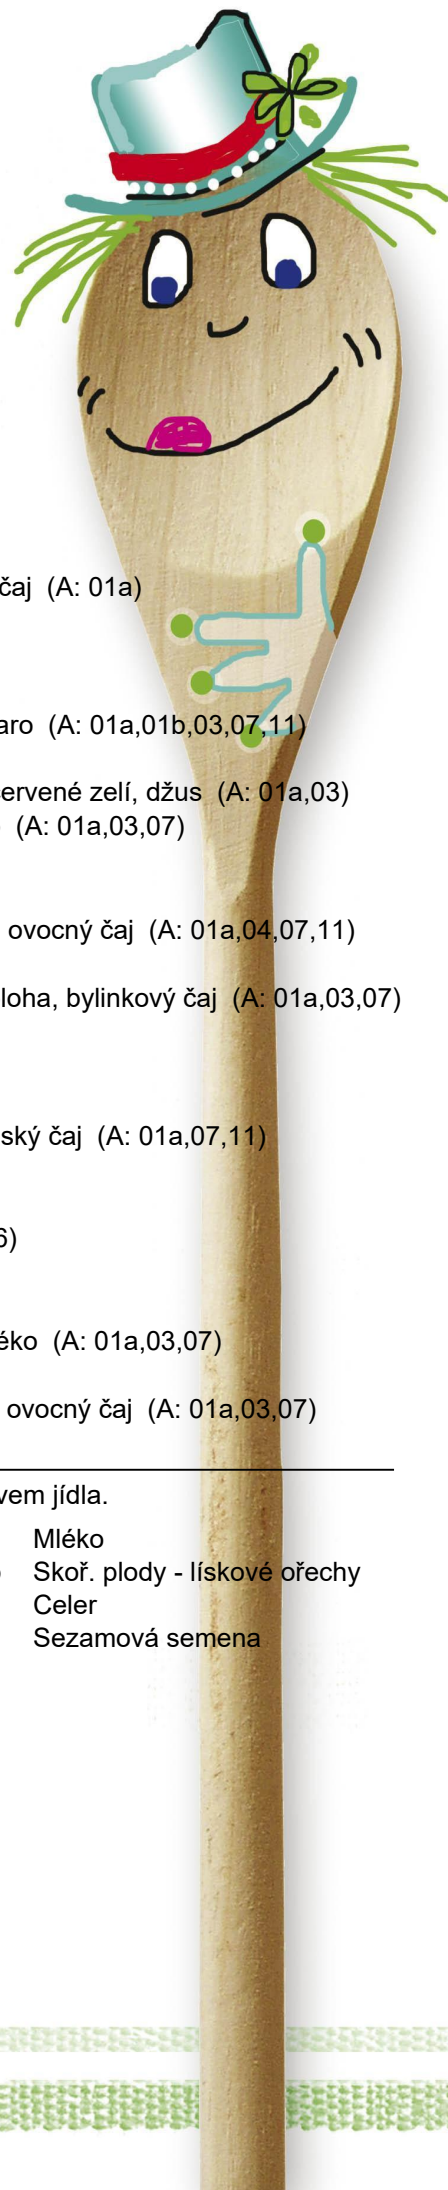 čaj (A: 01a)
aro (A: 01a,01b,03,07,11)
ervené zelí, džus (A: 01a,03)
(A: 01a,03,07)
ovocný čaj (A: 01a,04,07,11)
loha, bylinkový čaj (A: 01a,03,07)
ský čaj (A: 01a,07,11)
6)
éko (A: 01a,03,07)
ovocný čaj (A: 01a,03,07)
vem jídla.
Mléko
Skoř. plody - lískové ořechy
Celer
Sezamová semena